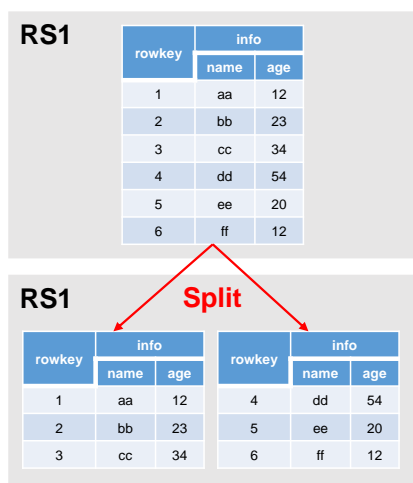 RS1
rowkey info
name age
1 aa 12
2 bb 23
3 cc 34
4 dd 54
5 ee 20
6 ff 12
RS1 Split
rowkey info rowkey info
name age name age
1 aa 12 4 dd 54
2 bb 23 5 ee 20
3 cc 34 6 ff 12